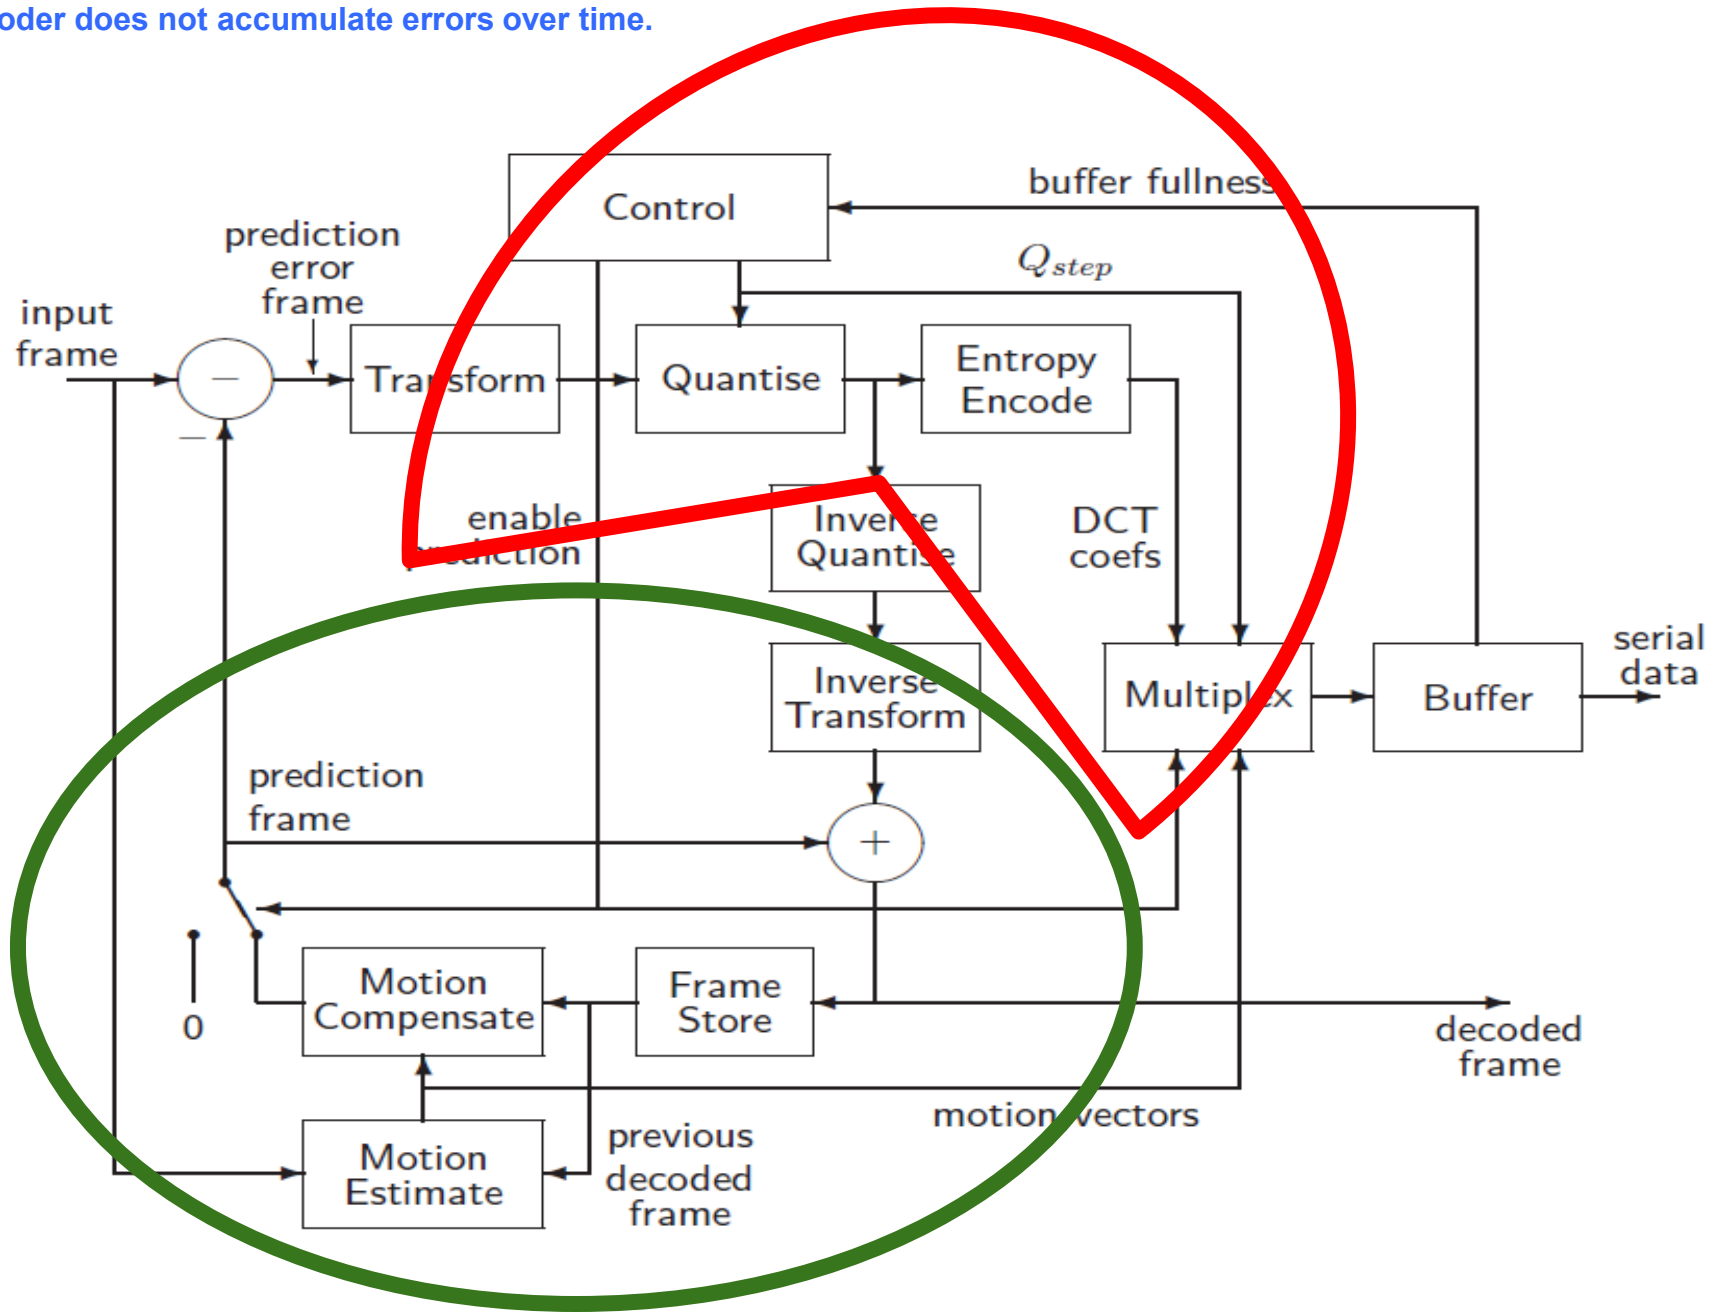 oder does not accumulate errors over time.
Control
buffer fullness
Q_step
prediction
error
frame
input
frame
−
−
Transform
Quantise
Entropy
Encode
enable
prediction
Inverse
Quantise
DCT
coefs
Inverse
Transform
Multiplex
Buffer
serial
data
prediction
frame
+
0
Motion
Compensate
Frame
Store
decoded
frame
motion vectors
Motion
Estimate
previous
decoded
frame